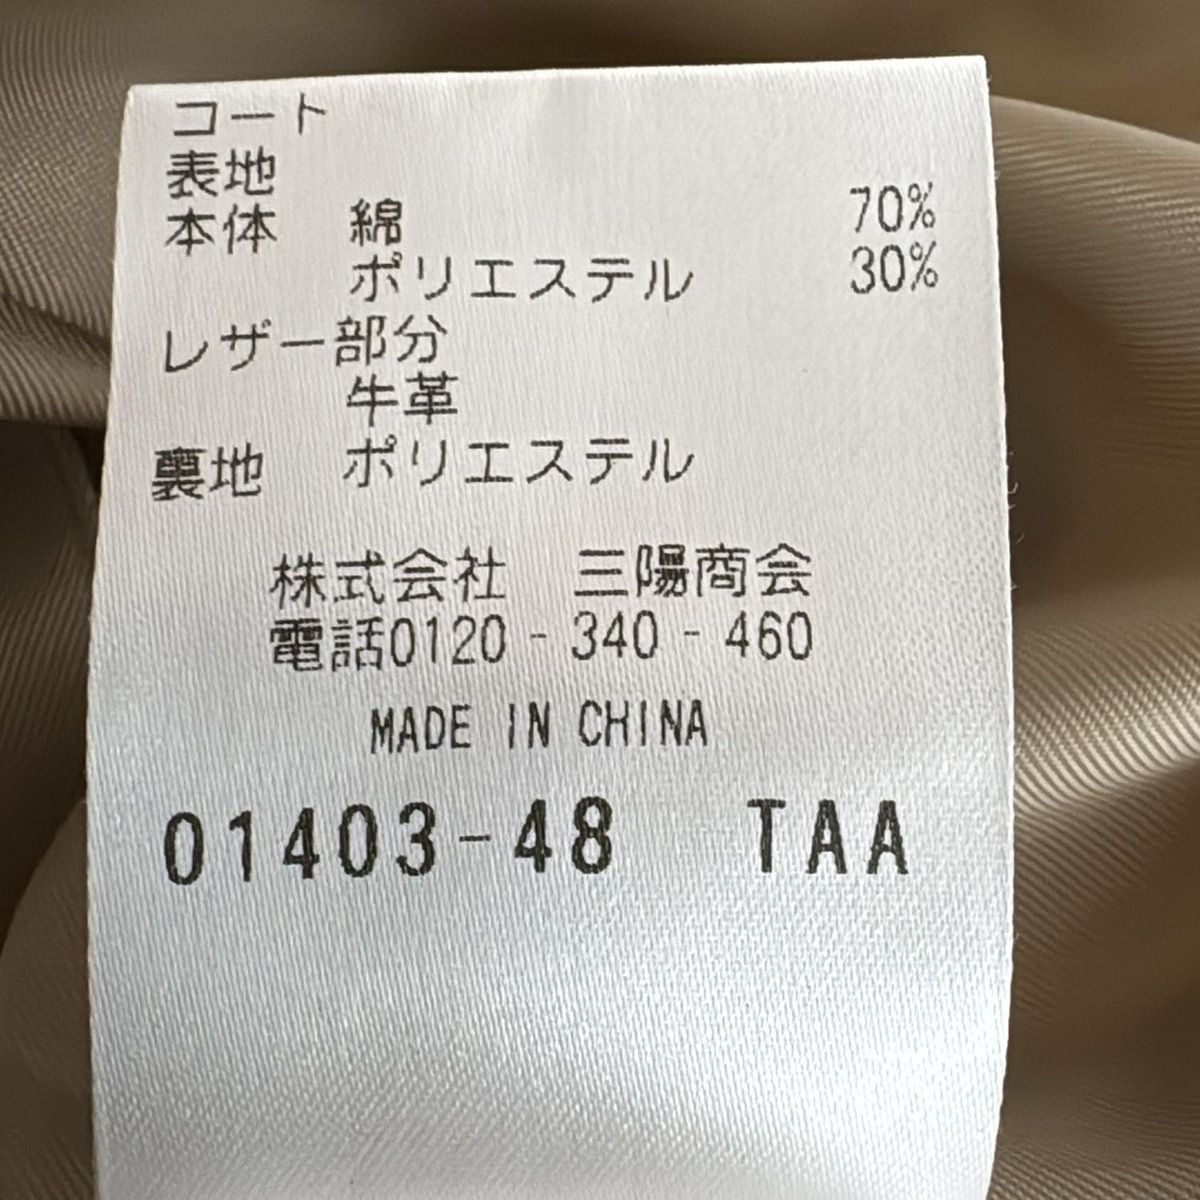 コート
表地
本体 綿 70%
ポリエステル 30%
レザー部分
牛革
裏地 ポリエステル
株式会社 三陽商会
電話0120-340-460
MADE IN CHINA
01403-48 TAA